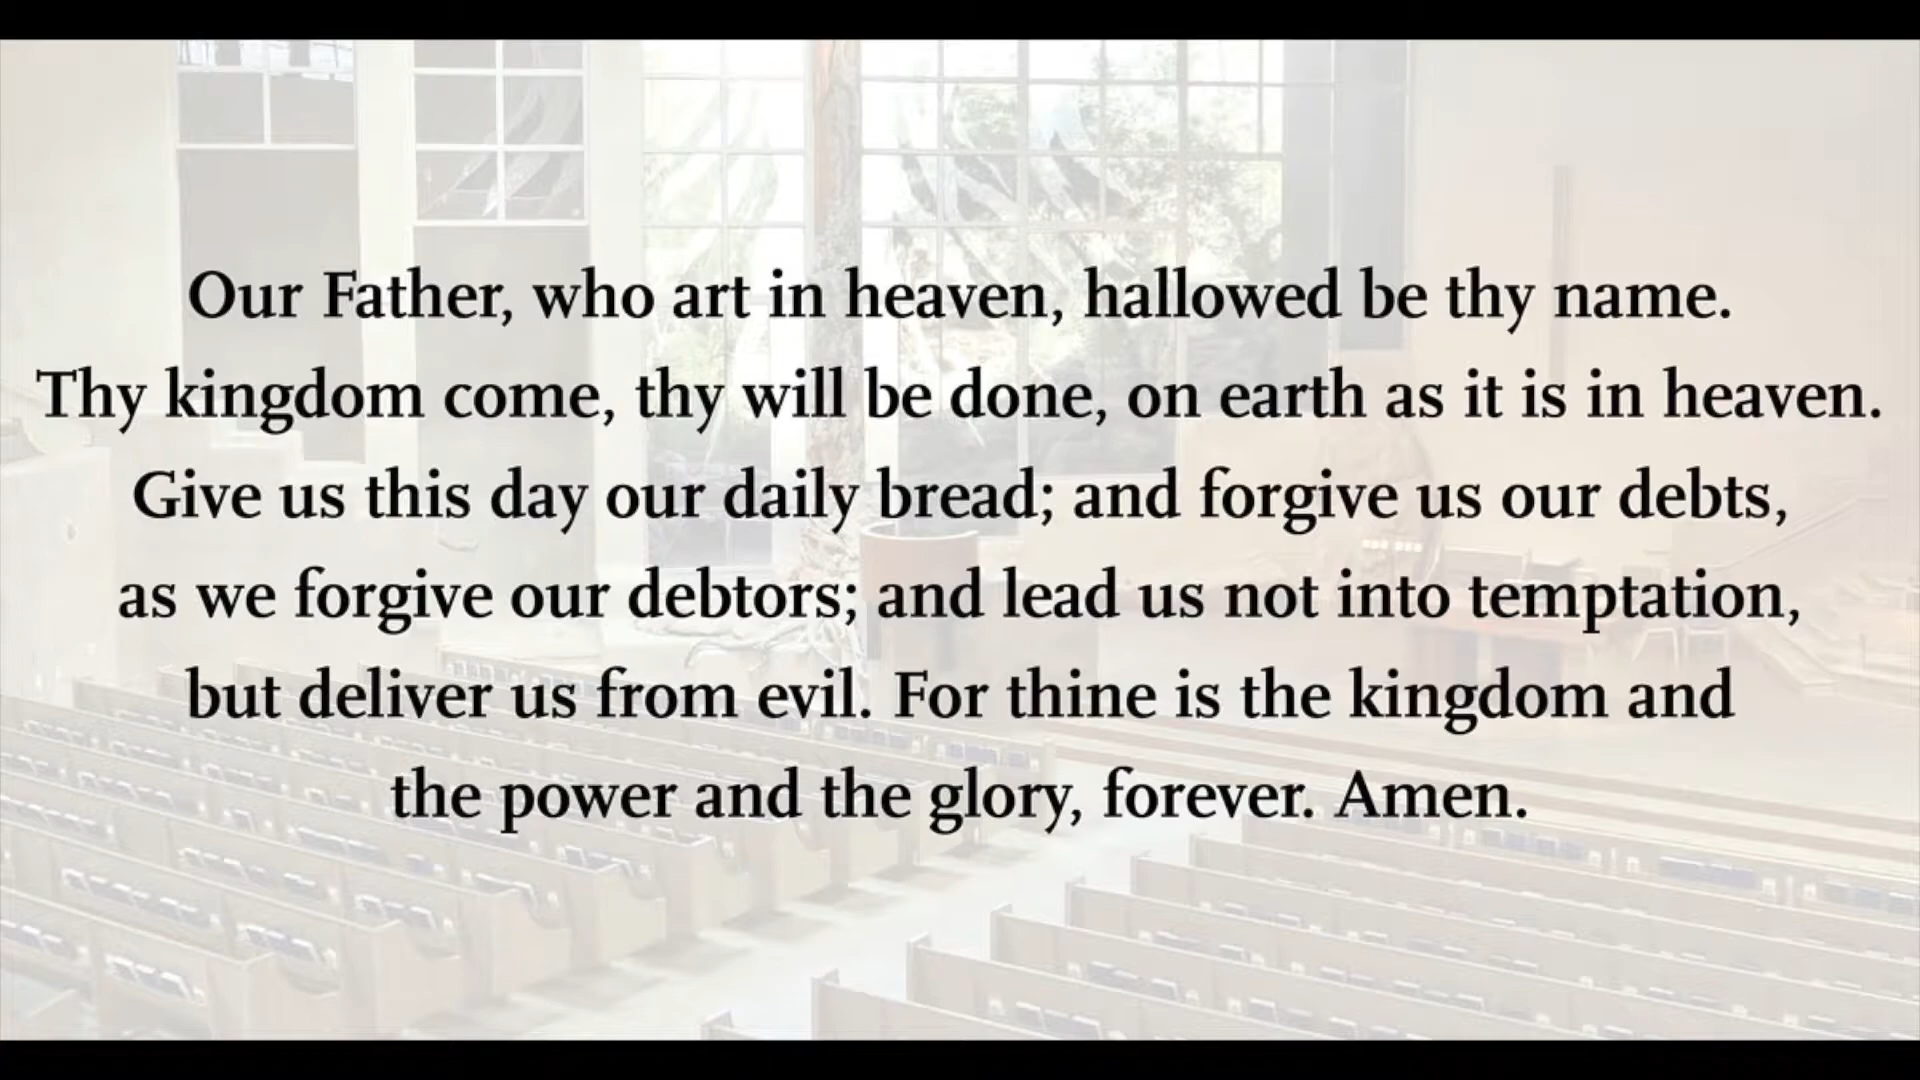 Our Father, who art in heaven, hallowed be thy name.
Thy kingdom come, thy will be done, on earth as it is in heaven.
Give us this day our daily bread; and forgive us our debts,
as we forgive our debtors; and lead us not into temptation,
but deliver us from evil. For thine is the kingdom and
the power and the glory, forever. Amen.